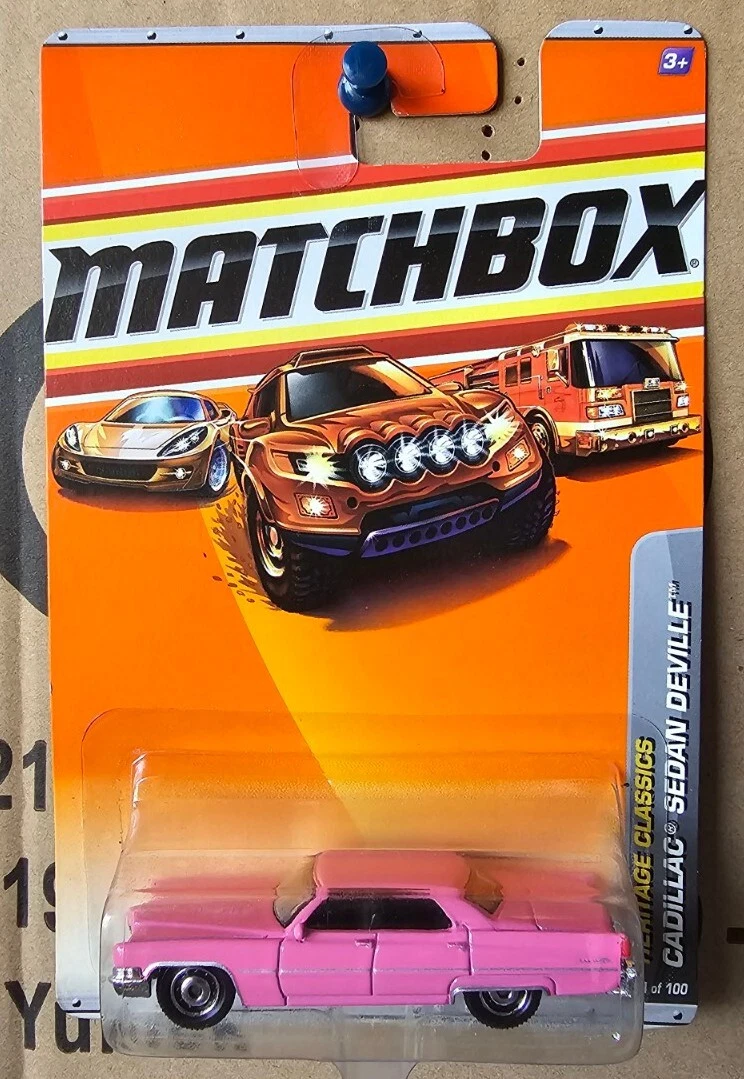 3+
MATCHBOX®
HERITAGE CLASSICS
CADILLAC® SEDAN DEVILLE™
of 100
21
19
Yu